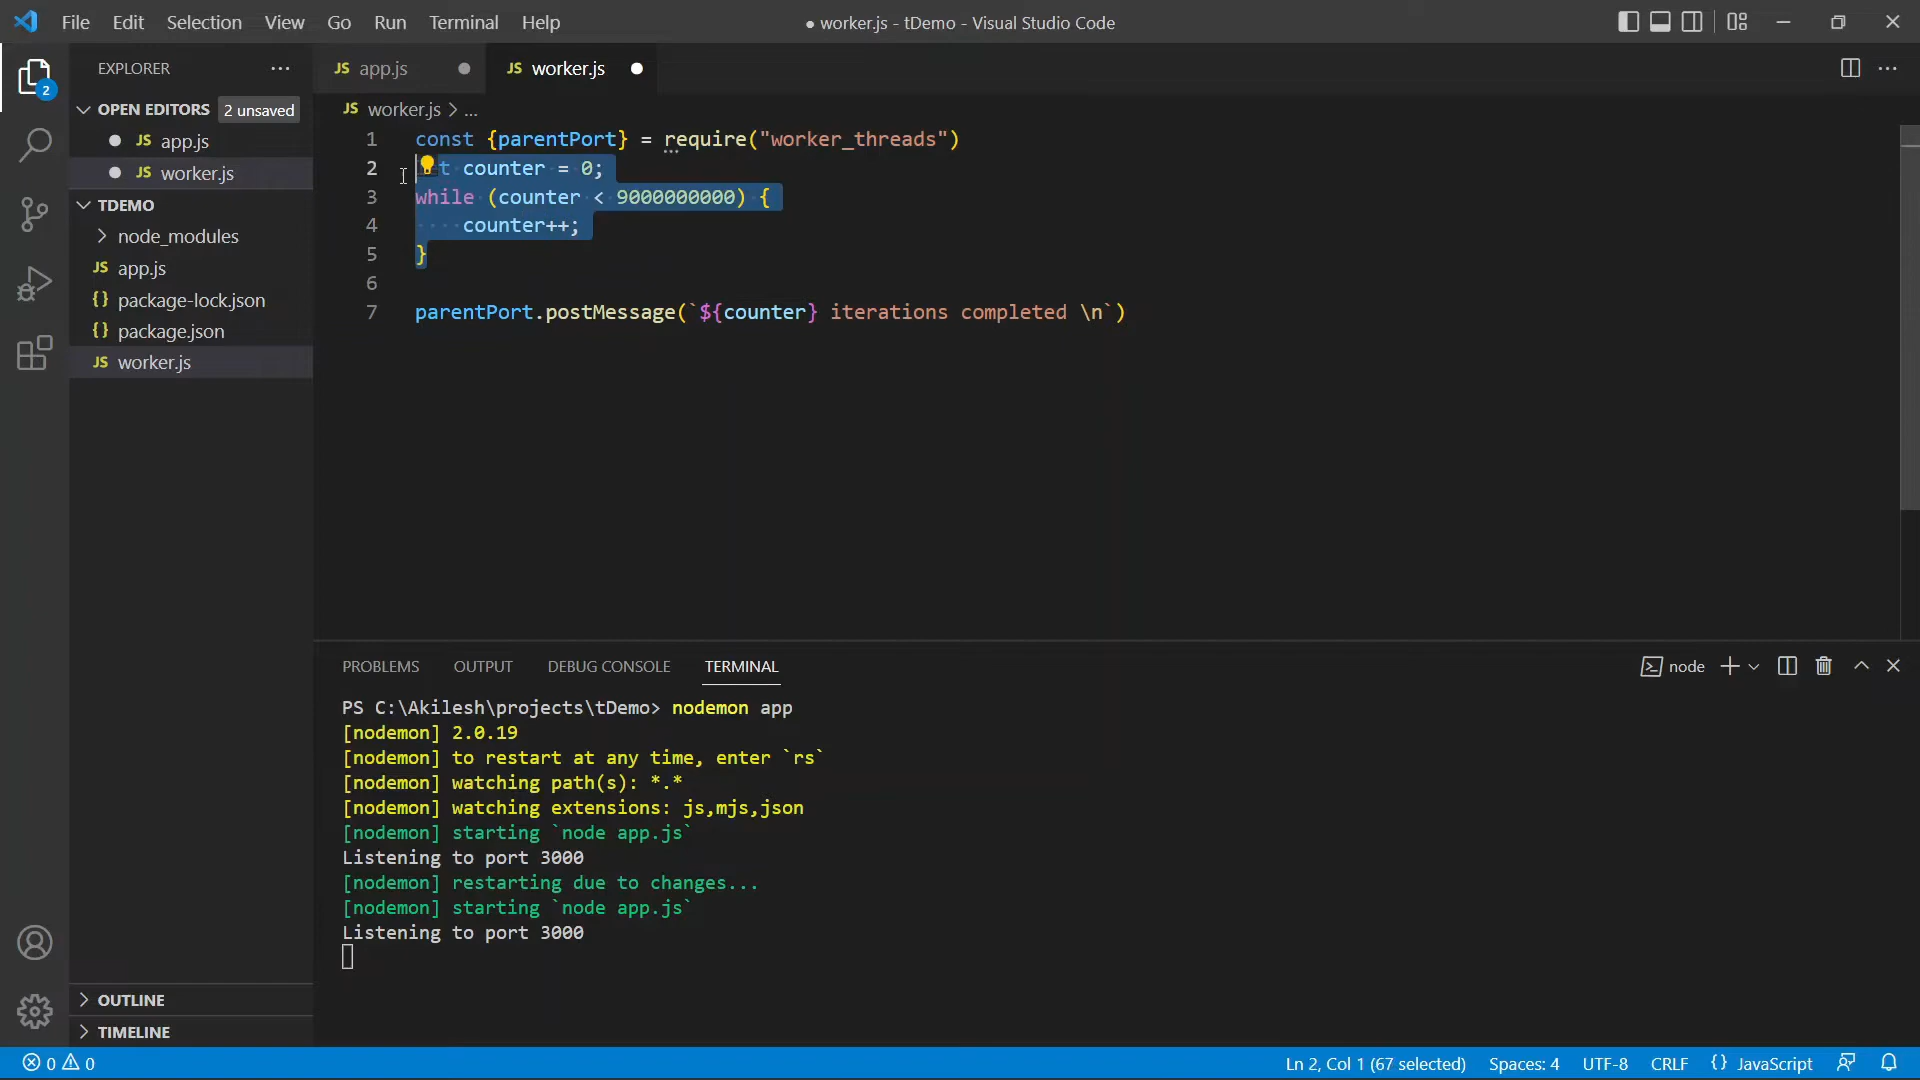 File Edit Selection View Go Run Terminal Help
● worker.js - tDemo - Visual Studio Code
EXPLORER
JS app.js
JS worker.js
OPEN EDITORS 2 unsaved
JS app.js
JS worker.js
TDEMO
node_modules
JS app.js
{} package-lock.json
{} package.json
JS worker.js
OUTLINE
TIMELINE
2
JS worker.js > ...
1 const {parentPort} = require("worker_threads")
2 t counter = 0;
3 while (counter < 9000000000) {
4 counter++;
5 }
6
7 parentPort.postMessage(`${counter} iterations completed \n`)
PROBLEMS OUTPUT DEBUG CONSOLE TERMINAL
node
PS C:\Akilesh\projects\tDemo> nodemon app
[nodemon] 2.0.19
[nodemon] to restart at any time, enter `rs`
[nodemon] watching path(s): *.*
[nodemon] watching extensions: js,mjs,json
[nodemon] starting `node app.js`
Listening to port 3000
[nodemon] restarting due to changes...
[nodemon] starting `node app.js`
Listening to port 3000
0 0
Ln 2, Col 1 (67 selected) Spaces: 4 UTF-8 CRLF {} JavaScript